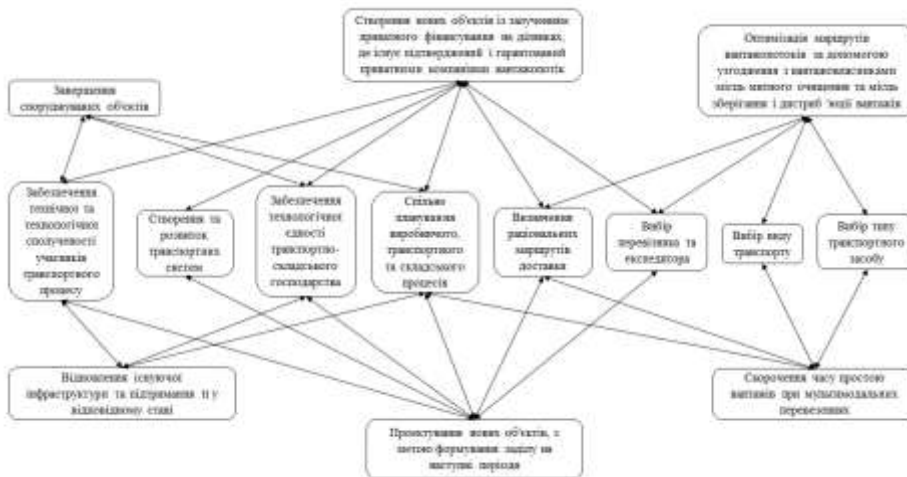 Створення нових об'єктів із залученням
приватного фінансування на ділянках,
де існує підтверджений і гарантований
приватними компаніями вантажопотік
Оптимізація маршрутів
вантажопотоків за допомогою
узгодження з вантажовласниками
місць митного очищення та місць
зберігання і дистриб'юції вантажів
Завершення
споруджуваних об'єктів
Забезпечення
технічної та
технологічної
сполученості
учасників
транспортного
процесу
Створення та
розвиток
транспортних
систем
Забезпечення
технологічної
єдності
транспортно-
складського
господарства
Спільне
планування
виробничого,
транспортного
та складського
процесів
Визначення
раціональних
маршрутів
доставки
Вибір
перевізника та
експедитора
Вибір виду
транспорту
Вибір типу
транспортного
засобу
Відновлення існуючої
інфраструктури та підтримання її у
відповідному стані
Проектування нових об'єктів, з
метою формування заділу на
наступні періоди
Скорочення часу простою
вантажів при мультимодальних
перевезеннях